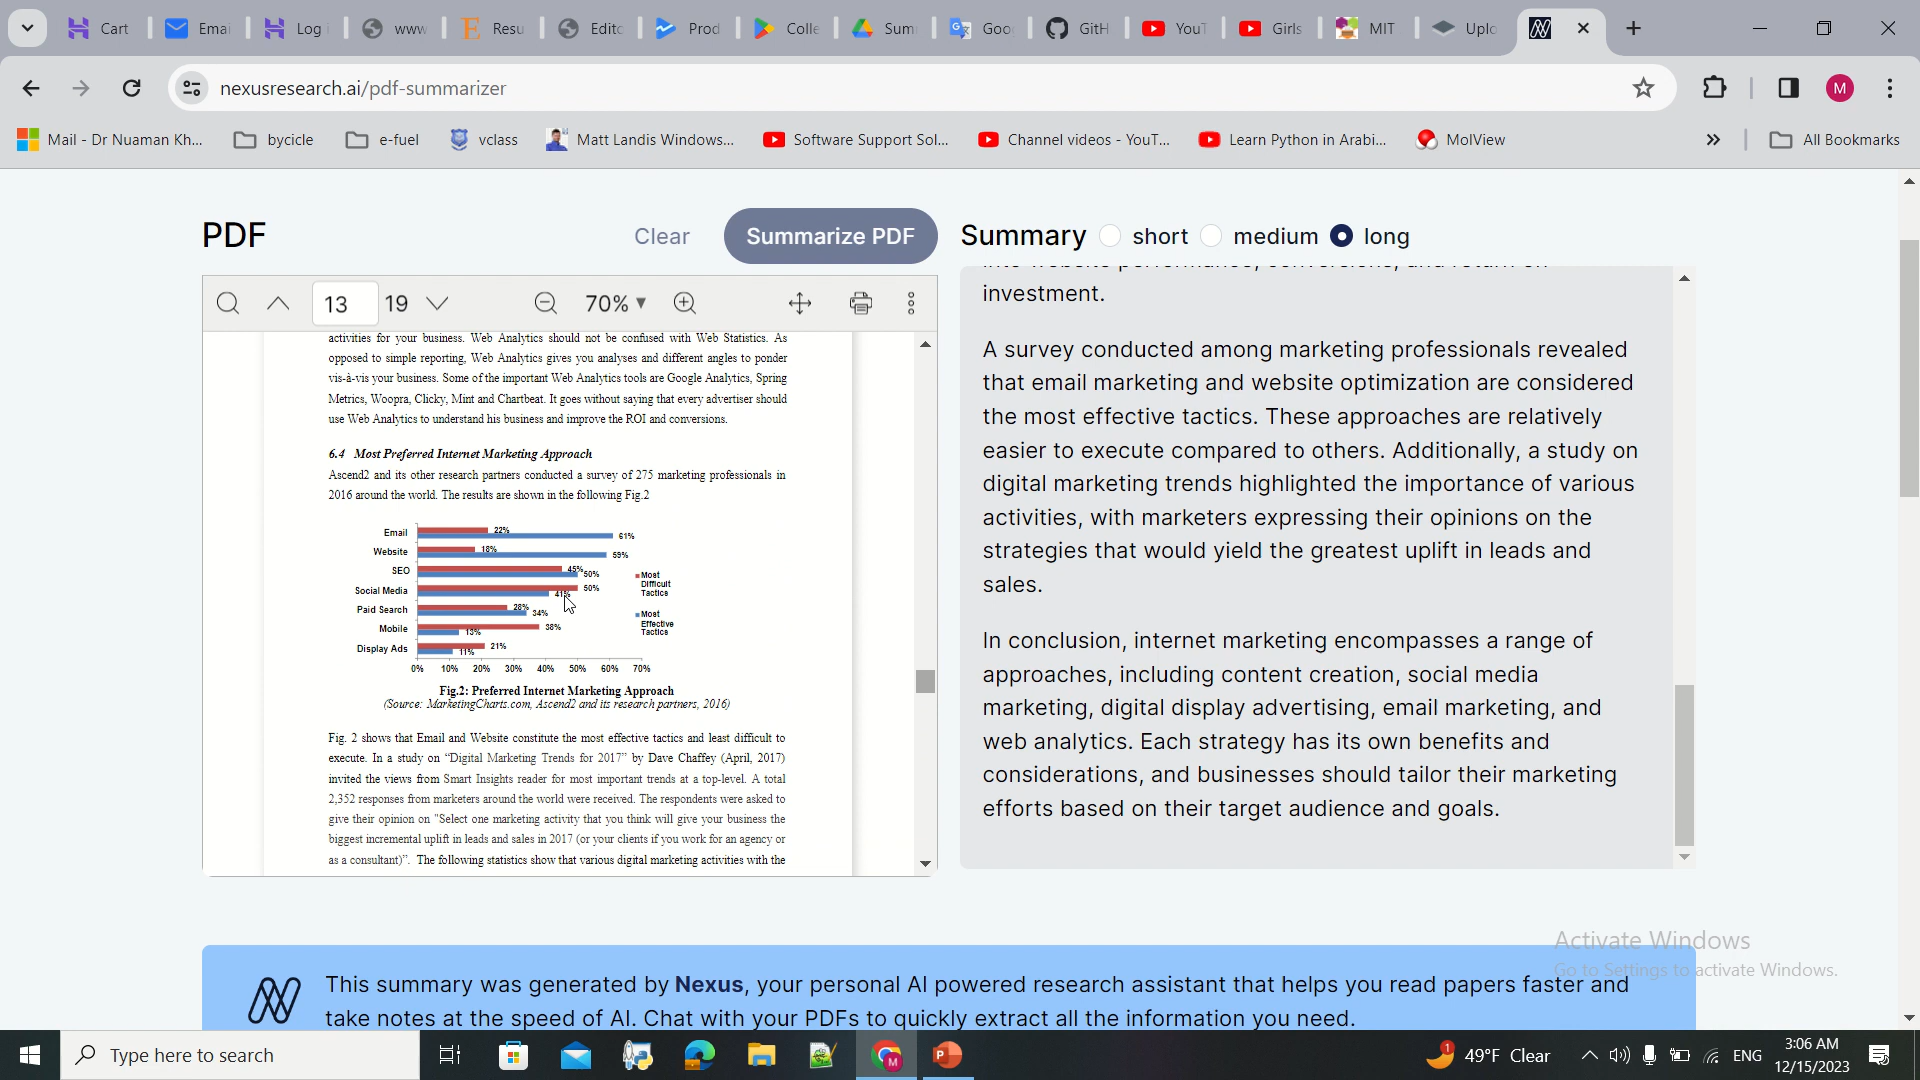 Cart
Emai
Log i
www
Resu
Edito
Prod
Colle
Sum
Goo
GitH
YouT
Girls
MIT
Uplo
nexusresearch.ai/pdf-summarizer
M
Mail - Dr Nuaman Kh...
bycicle
e-fuel
vclass
Matt Landis Windows...
Software Support Sol...
Channel videos - YouT...
Learn Python in Arabi...
MolView
All Bookmarks
PDF
Clear
Summarize PDF
13 19
70%
activities for your business. Web Analytics should not be confused with Web Statistics. As
opposed to simple reporting, Web Analytics gives you analyses and different angles to ponder
vis-à-vis your business. Some of the important Web Analytics tools are Google Analytics, Spring
Metrics, Woopra, Clicky, Mint and Chartbeat. It goes without saying that every advertiser should
use Web Analytics to understand his business and improve the ROI and conversions.
6.4 Most Preferred Internet Marketing Approach
Ascend2 and its other research partners conducted a survey of 275 marketing professionals in
2016 around the world. The results are shown in the following Fig.2
Email 22% 61%
Website 18% 59%
SEO 45% 50%
Social Media 50% 41%
Paid Search 28% 34%
Mobile 38% 13%
Display Ads 21% 11%
0% 10% 20% 30% 40% 50% 60% 70%
Most
Difficult
Tactics
Most
Effective
Tactics
Fig.2: Preferred Internet Marketing Approach
(Source: MarketingCharts.com, Ascend2 and its research partners, 2016)
Fig. 2 shows that Email and Website constitute the most effective tactics and least difficult to
execute. In a study on “Digital Marketing Trends for 2017” by Dave Chaffey (April, 2017)
invited the views from Smart Insights reader for most important trends at a top-level. A total
2,352 responses from marketers around the world were received. The respondents were asked to
give their opinion on "Select one marketing activity that you think will give your business the
biggest incremental uplift in leads and sales in 2017 (or your clients if you work for an agency or
as a consultant)”. The following statistics show that various digital marketing activities with the
Summary short medium long
into website performance, conversions, and return on
investment.
A survey conducted among marketing professionals revealed
that email marketing and website optimization are considered
the most effective tactics. These approaches are relatively
easier to execute compared to others. Additionally, a study on
digital marketing trends highlighted the importance of various
activities, with marketers expressing their opinions on the
strategies that would yield the greatest uplift in leads and
sales.
In conclusion, internet marketing encompasses a range of
approaches, including content creation, social media
marketing, digital display advertising, email marketing, and
web analytics. Each strategy has its own benefits and
considerations, and businesses should tailor their marketing
efforts based on their target audience and goals.
Activate Windows
Go to Settings to activate Windows.
This summary was generated by Nexus, your personal AI powered research assistant that helps you read papers faster and
take notes at the speed of AI. Chat with your PDFs to quickly extract all the information you need.
Type here to search
1
49°F Clear
ENG
3:06 AM
12/15/2023